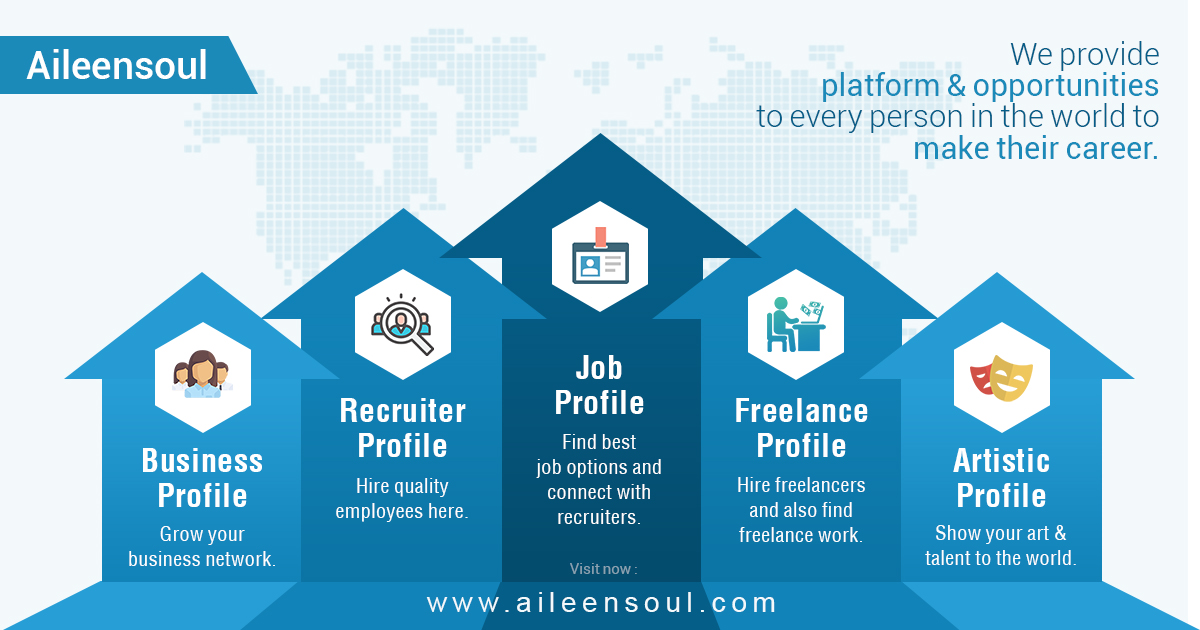 Aileensoul
We provide
platform & opportunities
to every person in the world to
make their career.
Business
Profile
Grow your
business network.
Recruiter
Profile
Hire quality
employees here.
Job
Profile
Find best
job options and
connect with
recruiters.
Freelance
Profile
Hire freelancers
and also find
freelance work.
Artistic
Profile
Show your art &
talent to the world.
Visit now :
www.aileensoul.com